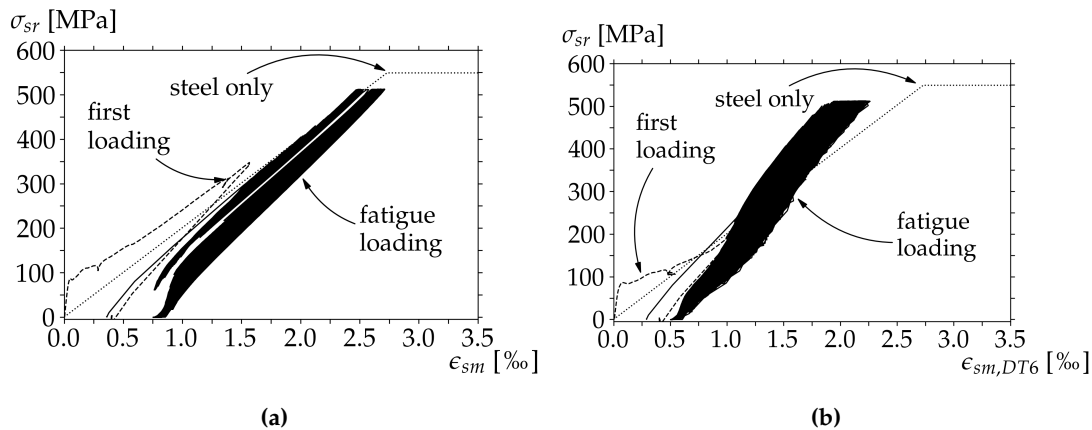 σsr [MPa]
600
500
400
300
200
100
0
0.0 0.5 1.0 1.5 2.0 2.5 3.0 3.5
ϵsm [‰]
steel only
first
loading
fatigue
loading
(a)
σsr [MPa]
600
500
400
300
200
100
0
0.0 0.5 1.0 1.5 2.0 2.5 3.0 3.5
ϵsm,DT6 [‰]
steel only
first
loading
fatigue
loading
(b)